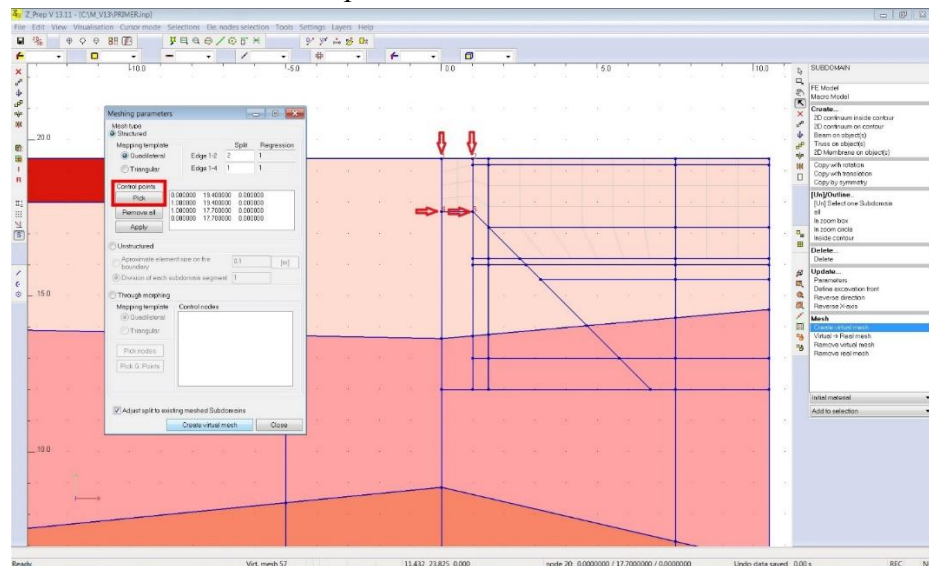 Z_Prep V 13.11 - [C:\M_V13\PRIMER.inp]
File Edit View Visualisation Cursor mode Selections Ele. nodes selection Tools Settings Layers Help
-10.0 -5.0 0.0 5.0 10.0
20.0
15.0
10.0
Meshing parameters
Mesh type
Structured
Mapping template Split Regression
Quadilateral Edge 1-2 2 1
Triangular Edge 1-4 1 1
Control points
Pick
Remove all
Apply
0.000000 19.400000 0.000000
1.000000 19.400000 0.000000
1.000000 17.700000 0.000000
0.000000 17.700000 0.000000
Unstructured
Aproximate element size on the boundary 0.1 [m]
Division of each subdomain segment 1
Through morphing
Mapping template Control nodes
Quadilateral
Triangular
Pick nodes
Pick G. Points
Adjust split to existing meshed Subdomains
Create virtual mesh Close
SUBDOMAIN
FE Model
Macro Model
Create...
2D continuum inside contour
2D continuum on contour
Beam on object(s)
Truss on object(s)
2D Membrane on object(s)
Copy with rotation
Copy with translation
Copy by symmetry
[Un]/Outline...
[Un] Select one Subdomain
all
In zoom box
In zoom circle
Inside contour
Delete...
Delete
Update...
Parameters
Define excavation front
Reverse direction
Reverse X-axis
Mesh
Create virtual mesh
Virtual -> Real mesh
Remove virtual mesh
Remove real mesh
Initial material
Add to selection
Ready Virt. mesh 57 11.432 23.825 0.000 node 20 0.0000000 / 17.7000000 / 0.0000000 Undo data saved 0.00 s REC